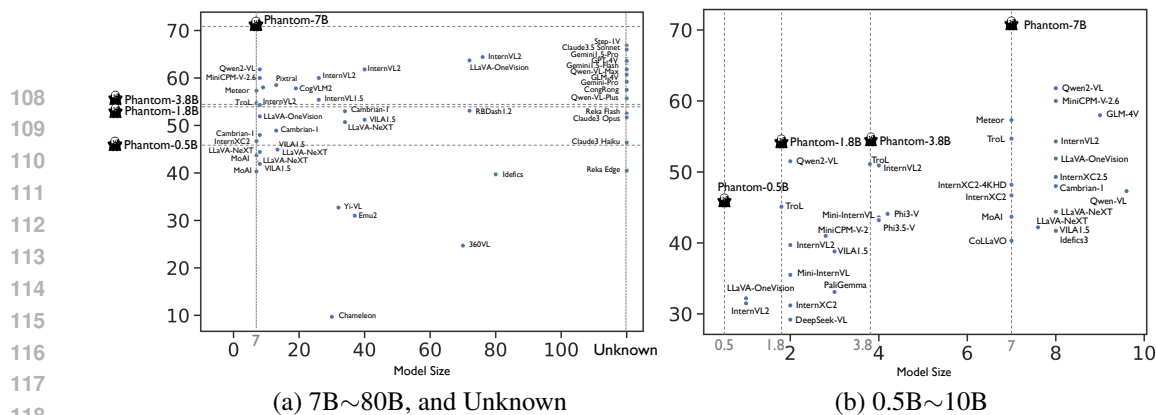 108
109
110
111
112
113
114
115
116
117
118
70
60
50
40
30
20
10
0
7
20
40
60
80
100
Unknown
Model Size
Phantom-7B
Phantom-3.8B
Phantom-1.8B
Phantom-0.5B
Qwen2-VL
MiniCPM-V-2.6
Meteor
TroL
InternVL2
Pixtral
CogVLM2
InternVL2
InternVL1.5
InternVL2
InternVL2
LLaVA-OneVision
LLaVA-OneVision
Cambrian-1
VILA1.5
LLaVA-NeXT
RBDash1.2
Cambrian-1
Cambrian-1
InternXC2
VILA1.5
LLaVA-NeXT
LLaVA-NeXT
MoAI
LLaVA-NeXT
MoAI
VILA1.5
Idefics
Yi-VL
Emu2
360VL
Chameleon
Step-1V
Claude3.5 Sonnet
Gemini1.5-Pro
GPT-4V
Gemini1.5-Flash
Qwen-VL-Max
GLM-4V
Gemini-Pro
CongRong
Qwen-VL-Plus
Reka Flash
Claude3 Opus
Claude3 Haiku
Reka Edge
(a) 7B∼80B, and Unknown
70
60
50
40
30
0.5
1.8
2
3.8
4
6
7
8
10
Model Size
Phantom-7B
Phantom-1.8B
Phantom-3.8B
Phantom-0.5B
Qwen2-VL
MiniCPM-V-2.6
GLM-4V
Meteor
TroL
InternVL2
Qwen2-VL
TroL
InternVL2
LLaVA-OneVision
InternXC2.5
InternXC2-4KHD
Cambrian-1
InternXC2
Qwen-VL
TroL
Mini-InternVL
Phi3-V
Phi3.5-V
MoAI
LLaVA-NeXT
LLaVA-NeXT
MiniCPM-V-2
VILA1.5
CoLLaVO
Idefics3
InternVL2
VILA1.5
Mini-InternVL
PaliGemma
LLaVA-OneVision
InternVL2
InternXC2
DeepSeek-VL
(b) 0.5B∼10B